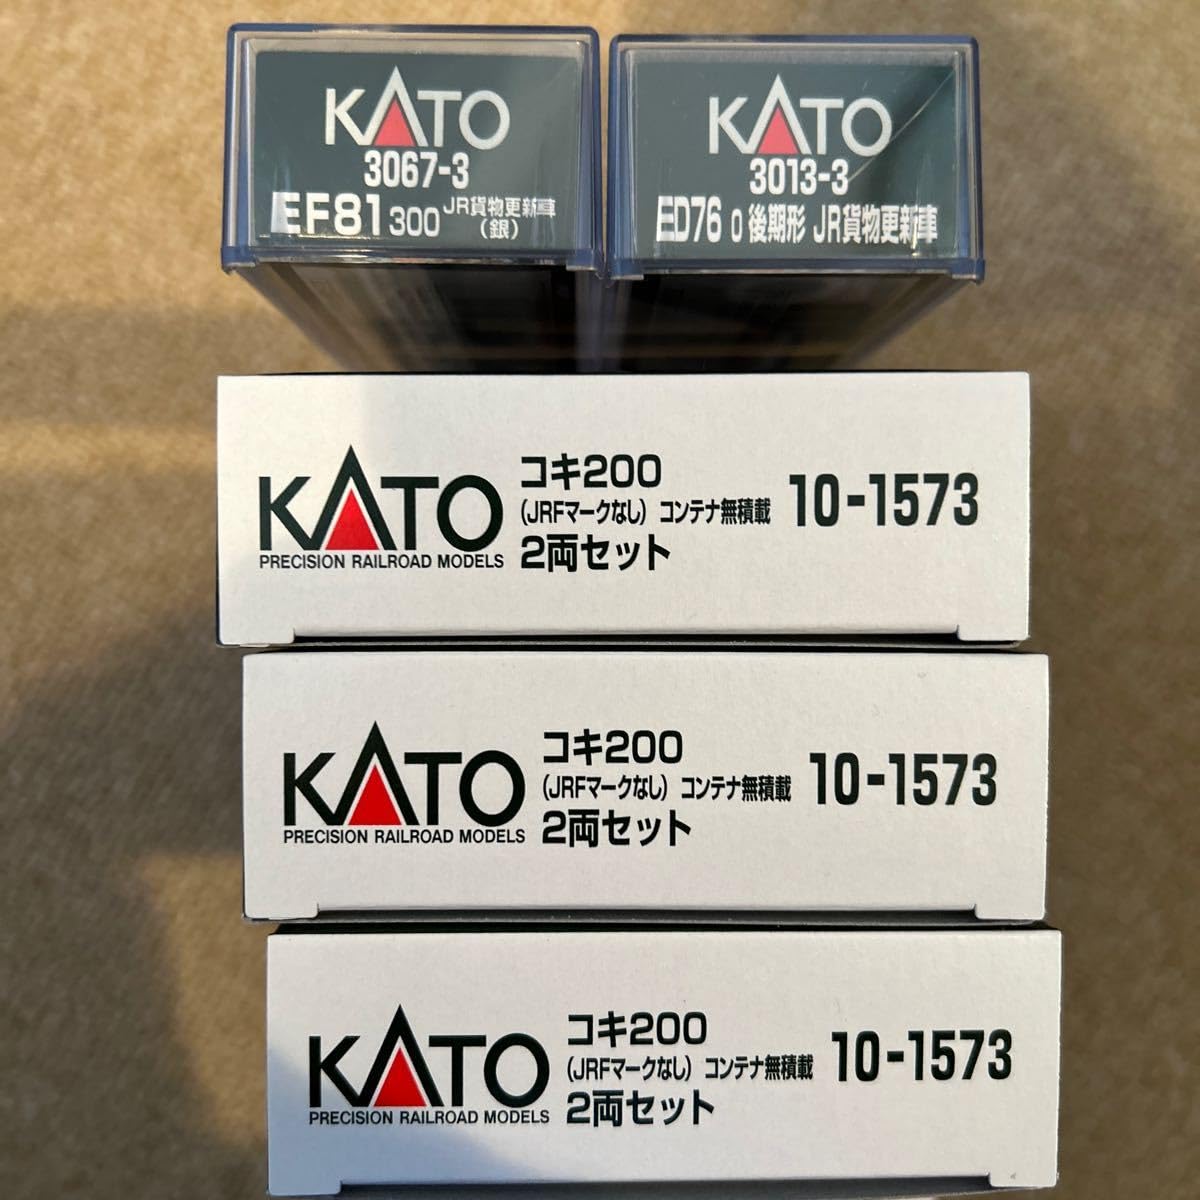 KATO
3067-3
EF81 300 JR貨物更新車
(銀)
KATO
3013-3
ED76 0 後期形 JR貨物更新車
KATO
PRECISION RAILROAD MODELS
コキ200
(JRFマークなし) コンテナ無積載
2両セット
10-1573
KATO
PRECISION RAILROAD MODELS
コキ200
(JRFマークなし) コンテナ無積載
2両セット
10-1573
KATO
PRECISION RAILROAD MODELS
コキ200
(JRFマークなし) コンテナ無積載
2両セット
10-1573